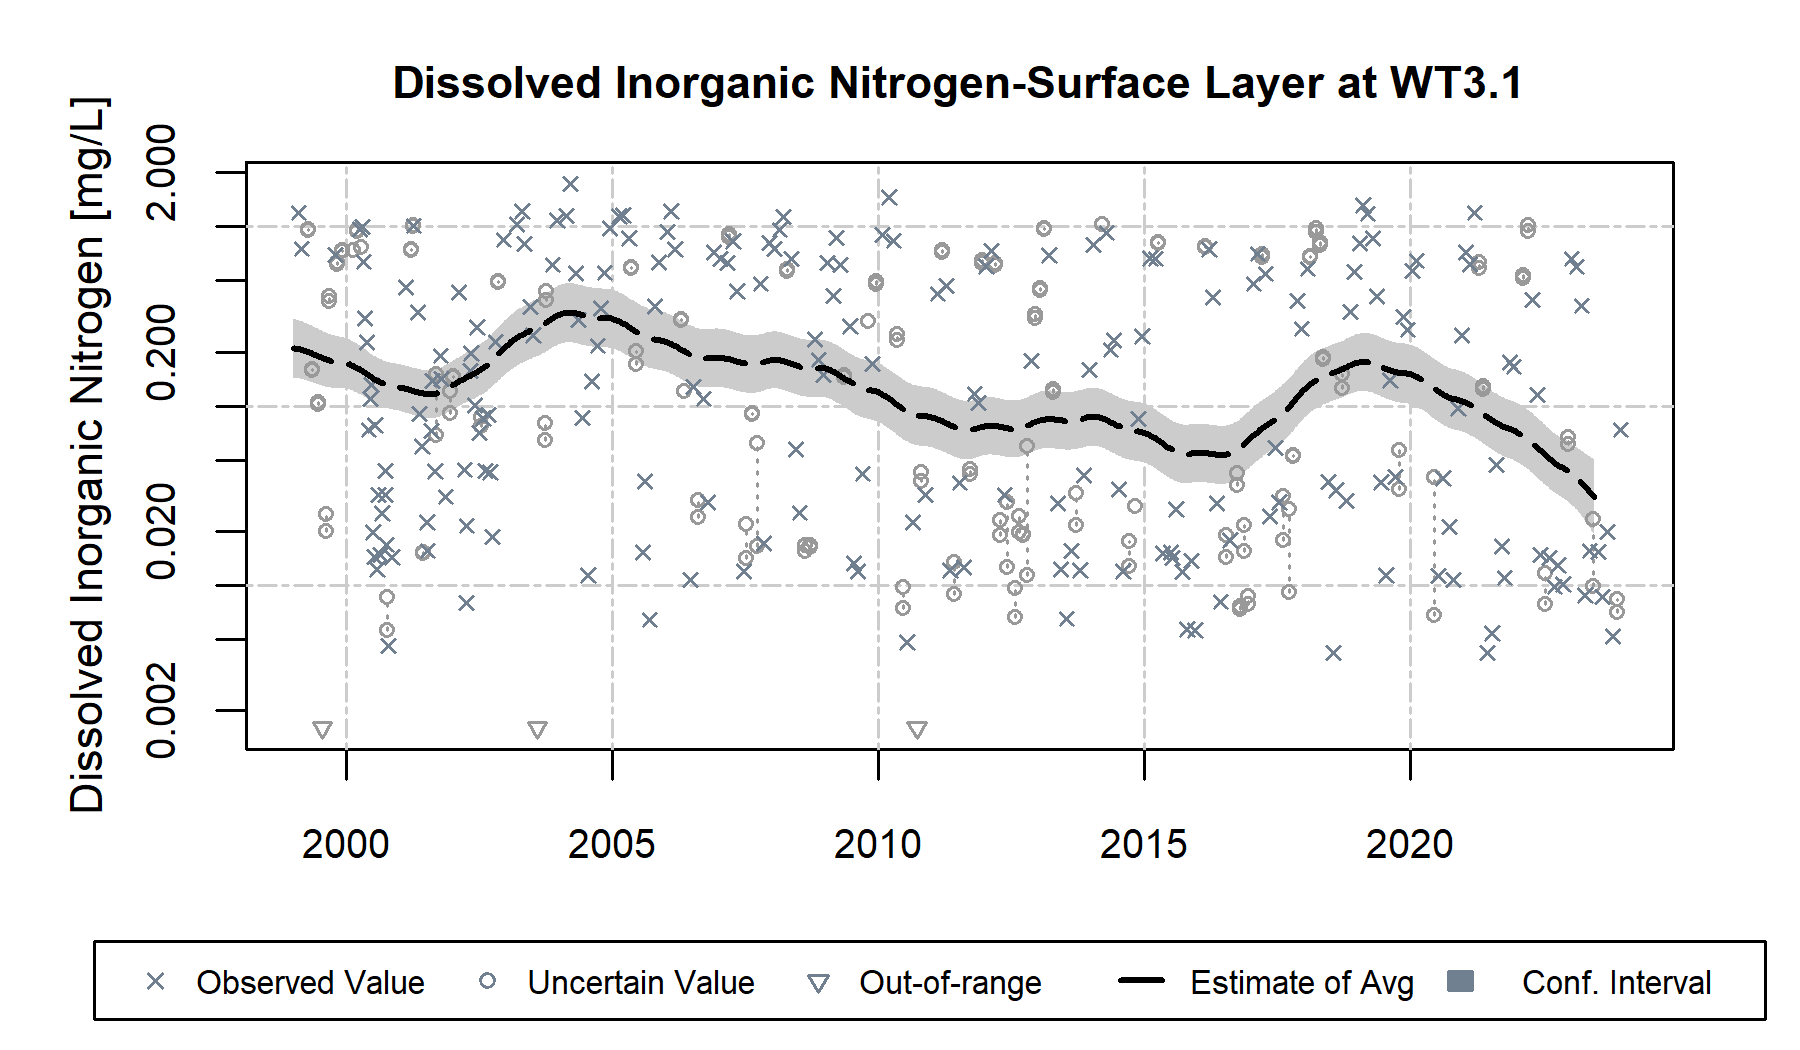 Dissolved Inorganic Nitrogen-Surface Layer at WT3.1
Dissolved Inorganic Nitrogen [mg/L]
2.000
0.200
0.020
0.002
2000 2005 2010 2015 2020
Observed Value Uncertain Value Out-of-range Estimate of Avg Conf. Interval